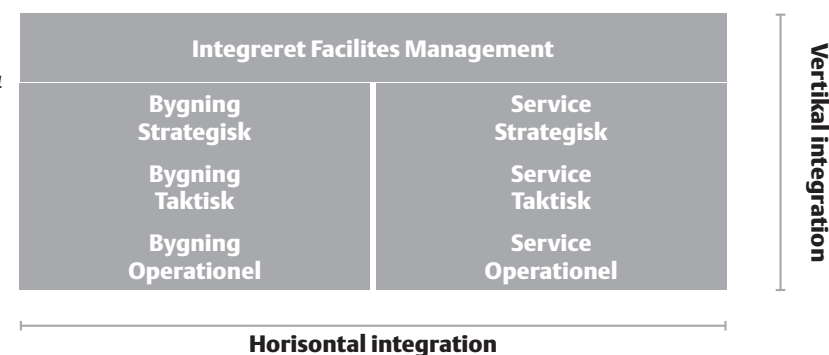 Integreret Facilites Management
Bygning
Strategisk
Service
Strategisk
Bygning
Taktisk
Service
Taktisk
Bygning
Operationel
Service
Operationel
Vertikal integration
Horisontal integration